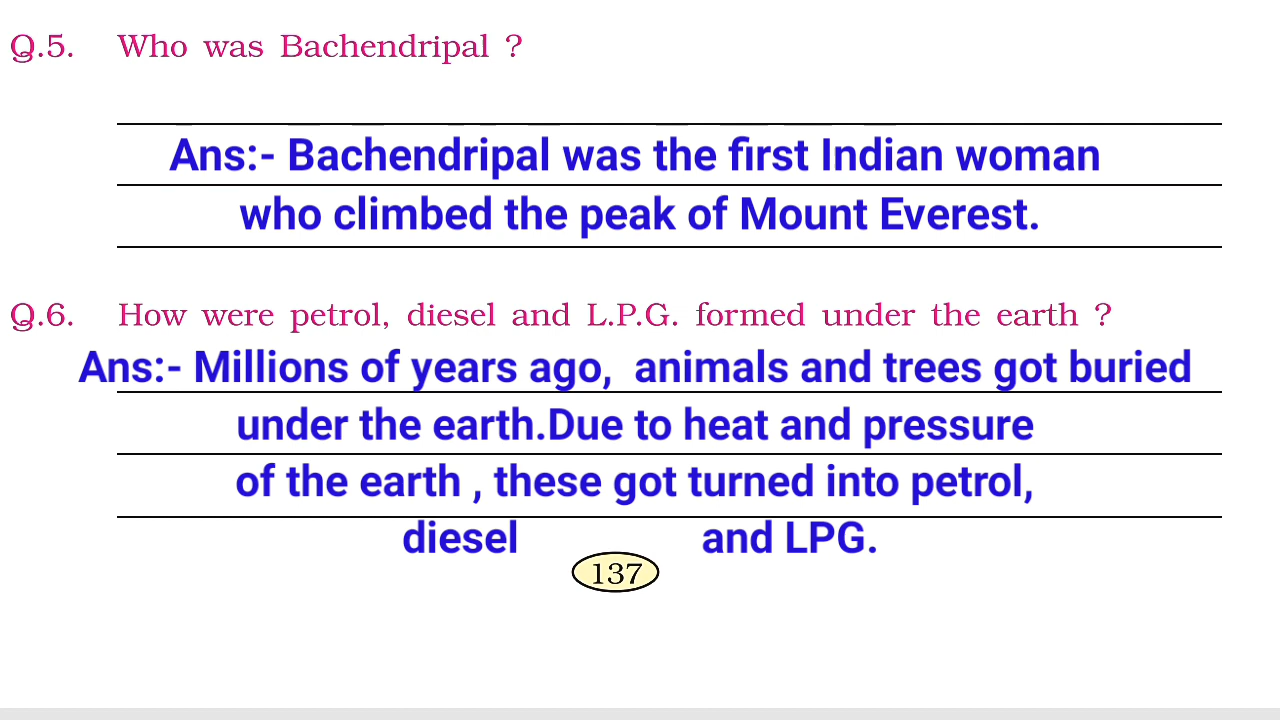 Q.5. Who was Bachendripal ?
Ans:- Bachendripal was the first Indian woman
who climbed the peak of Mount Everest.
Q.6. How were petrol, diesel and L.P.G. formed under the earth ?
Ans:- Millions of years ago, animals and trees got buried
under the earth.Due to heat and pressure
of the earth , these got turned into petrol,
diesel and LPG.
137